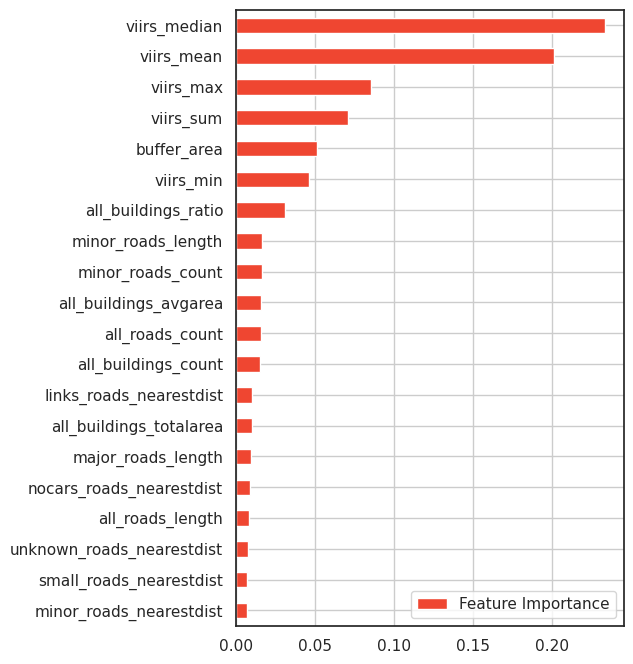 viirs_median
viirs_mean
viirs_max
viirs_sum
buffer_area
viirs_min
all_buildings_ratio
minor_roads_length
minor_roads_count
all_buildings_avgarea
all_roads_count
all_buildings_count
links_roads_nearestdist
all_buildings_totalarea
major_roads_length
nocars_roads_nearestdist
all_roads_length
unknown_roads_nearestdist
small_roads_nearestdist
minor_roads_nearestdist
Feature Importance
0.00 0.05 0.10 0.15 0.20